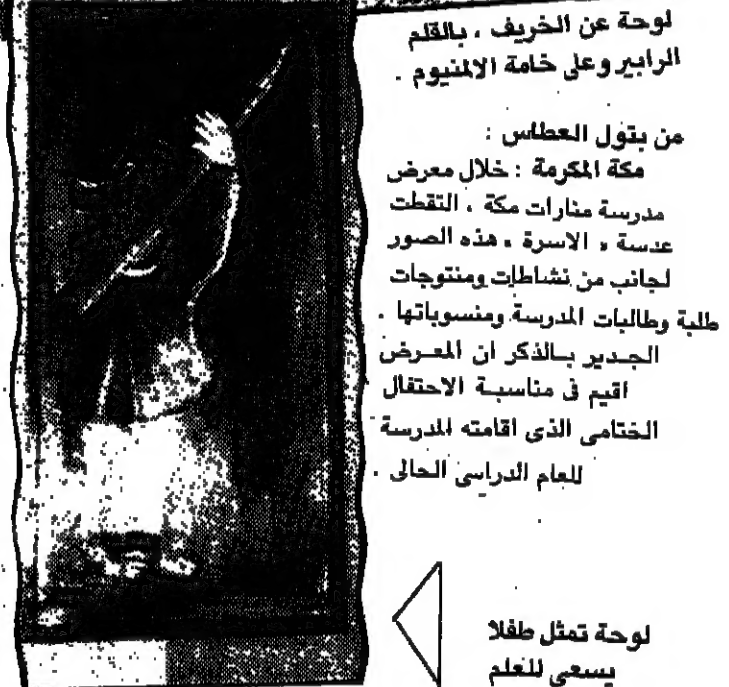 لوحة عن الخريف ، بالقلم
الرابير وعلى خامة الالمنيوم .
من بتول العطاس :
مكة المكرمة : خلال معرض
مدرسة منارات مكة ، التقطت
عدسة « الاسرة » هذه الصور
لجانب من نشاطات ومنتوجات
طلبة وطالبات المدرسة ومنسوباتها .
الجدير بالذكر ان المعرض
اقيم في مناسبة الاحتفال
الختامى الذى اقامته المدرسة
للعام الدراسى الحالى .
لوحة تمثل طفلا
يسعى للعلم